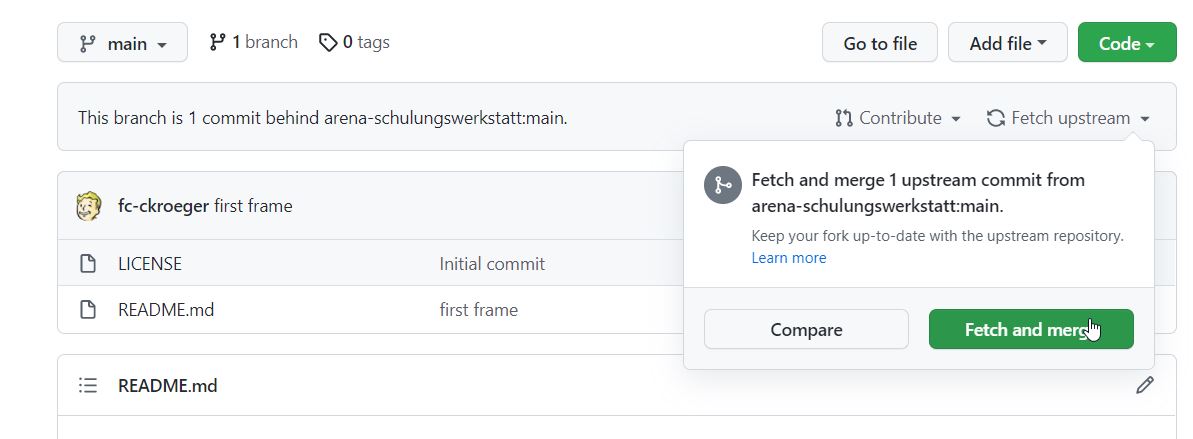 main
1 branch
0 tags
Go to file
Add file
Code
This branch is 1 commit behind arena-schulungswerkstatt:main.
Contribute
Fetch upstream
Fetch and merge 1 upstream commit from
arena-schulungswerkstatt:main.
Keep your fork up-to-date with the upstream repository.
Learn more
Compare
Fetch and merge
fc-ckroeger first frame
LICENSE
Initial commit
README.md
first frame
README.md